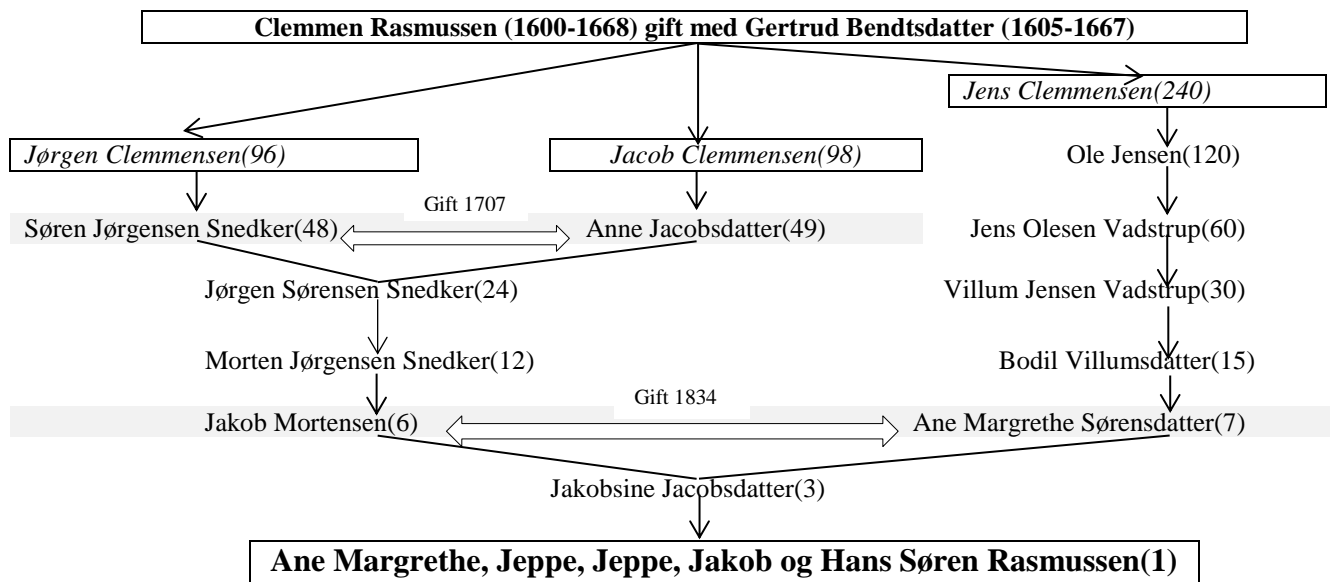 Clemmen Rasmussen (1600-1668) gift med Gertrud Bendtsdatter (1605-1667)
Jens Clemmensen(240)
Jørgen Clemmensen(96)
Jacob Clemmensen(98)
Ole Jensen(120)
Gift 1707
Søren Jørgensen Snedker(48)
Anne Jacobsdatter(49)
Jens Olesen Vadstrup(60)
Jørgen Sørensen Snedker(24)
Villum Jensen Vadstrup(30)
Morten Jørgensen Snedker(12)
Bodil Villumsdatter(15)
Gift 1834
Jakob Mortensen(6)
Ane Margrethe Sørensdatter(7)
Jakobsine Jacobsdatter(3)
Ane Margrethe, Jeppe, Jeppe, Jakob og Hans Søren Rasmussen(1)